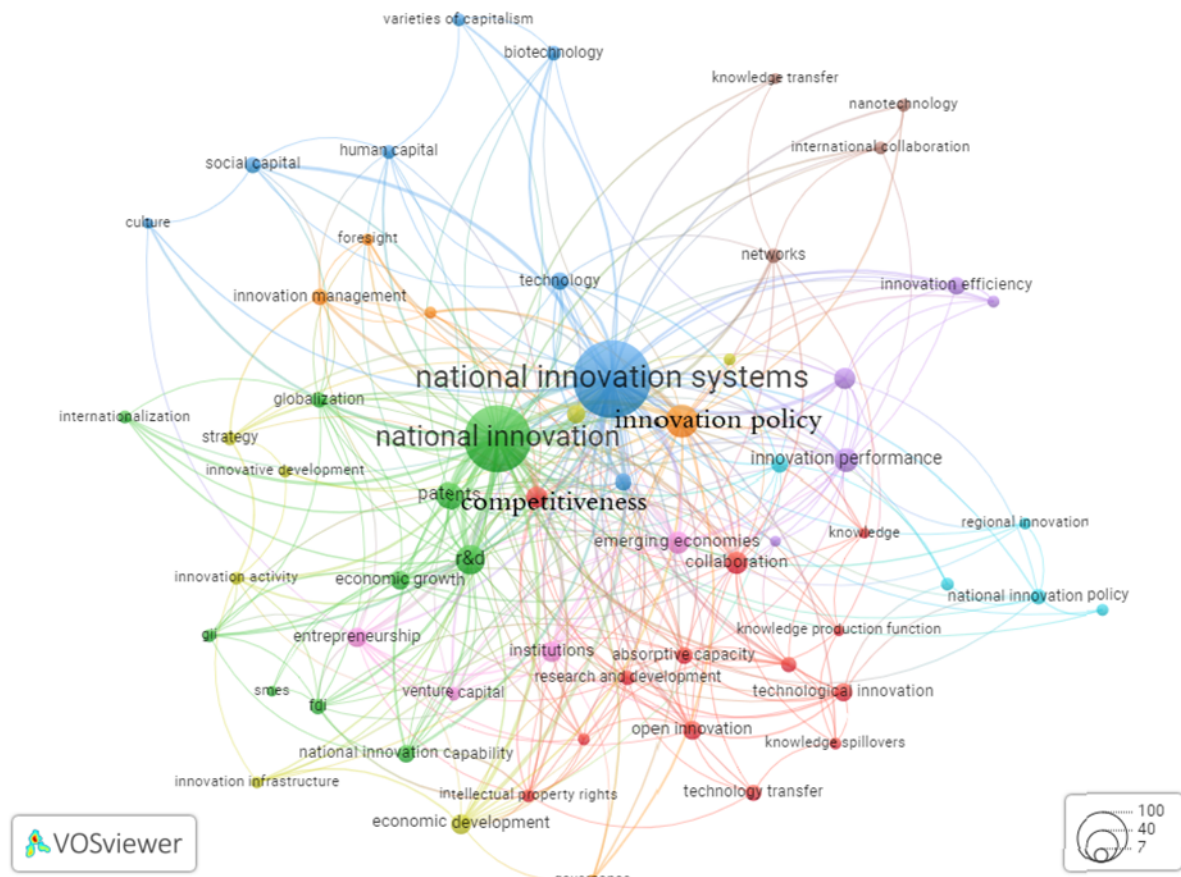 varieties of capitalism
biotechnology
knowledge transfer
nanotechnology
international collaboration
human capital
social capital
culture
foresight
networks
technology
innovation efficiency
innovation management
national innovation systems
globalization
internationalization
innovation policy
strategy
national innovation
innovation performance
innovative development
patents
competitiveness
regional innovation
knowledge
emerging economies
r&d
collaboration
innovation activity
economic growth
national innovation policy
knowledge production function
gii
entrepreneurship
institutions
absorptive capacity
research and development
smes
venture capital
technological innovation
fdi
open innovation
knowledge spillovers
national innovation capability
innovation infrastructure
intellectual property rights
technology transfer
economic development
VOSviewer
100
40
7